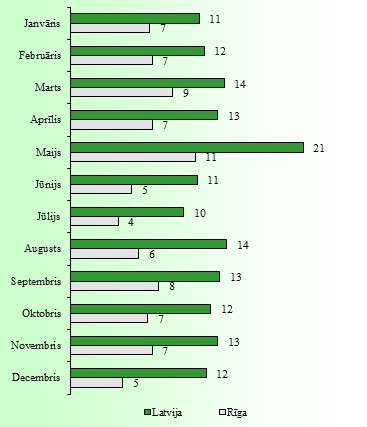 Janvāris 11
7
Februāris 12
7
Marts 14
9
Aprīlis 13
7
Maijs 21
11
Jūnijs 11
5
Jūlijs 10
4
Augusts 14
6
Septembris 13
8
Oktobris 12
7
Novembris 13
7
Decembris 12
5
Latvija Rīga